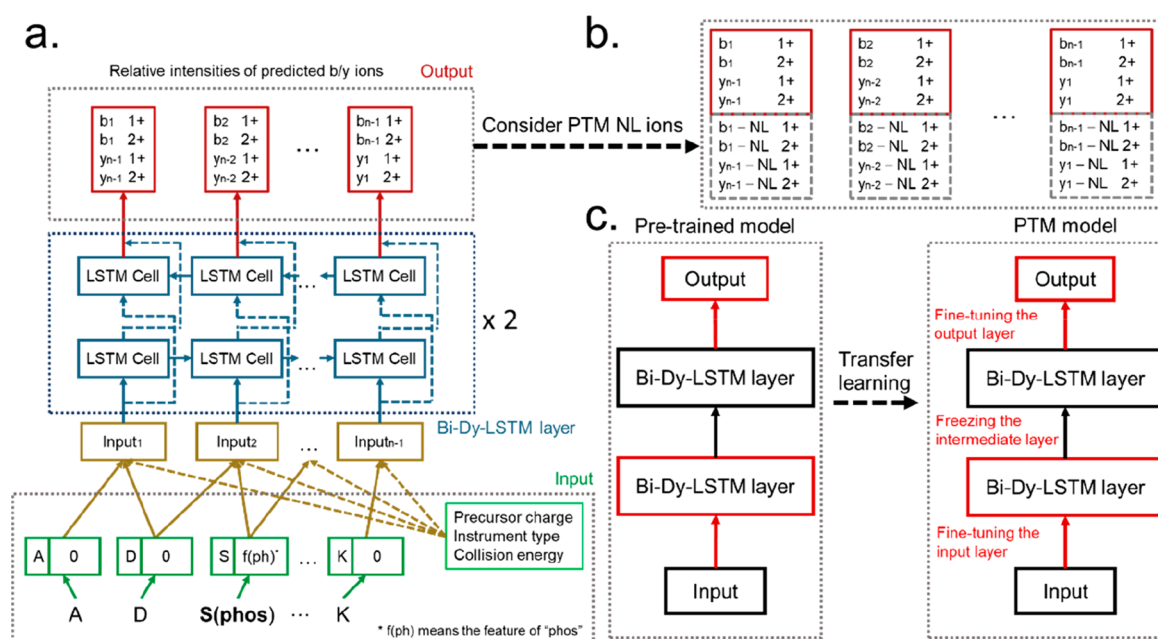 a.
Relative intensities of predicted b/y ions
Output
b1 1+
b1 2+
yn-1 1+
yn-1 2+
b2 1+
b2 2+
yn-2 1+
yn-2 2+
...
bn-1 1+
bn-1 2+
y1 1+
y1 2+
LSTM Cell
LSTM Cell
...
LSTM Cell
x 2
LSTM Cell
LSTM Cell
...
LSTM Cell
Bi-Dy-LSTM layer
Input1
Input2
...
Inputn-1
Input
Precursor charge
Instrument type
Collision energy
A 0
D 0
S f(ph)*
...
K 0
A D S(phos) ... K
* f(ph) means the feature of "phos"
Consider PTM NL ions
b.
b1 1+
b1 2+
yn-1 1+
yn-1 2+
b1 – NL 1+
b1 – NL 2+
yn-1 – NL 1+
yn-1 – NL 2+
b2 1+
b2 2+
yn-2 1+
yn-2 2+
b2 – NL 1+
b2 – NL 2+
yn-2 – NL 1+
yn-2 – NL 2+
...
bn-1 1+
bn-1 2+
y1 1+
y1 2+
bn-1 – NL 1+
bn-1 – NL 2+
y1 – NL 1+
y1 – NL 2+
c.
Pre-trained model
Output
Bi-Dy-LSTM layer
Bi-Dy-LSTM layer
Input
Transfer
learning
PTM model
Output
Fine-tuning the
output layer
Bi-Dy-LSTM layer
Freezing the
intermediate layer
Bi-Dy-LSTM layer
Fine-tuning the
input layer
Input